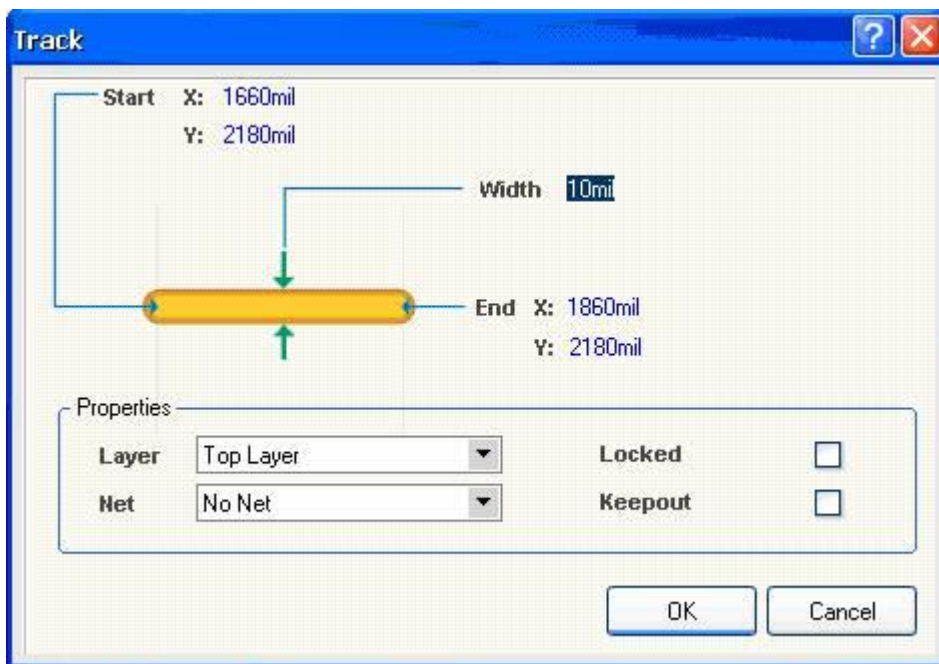 Track
Start X: 1660mil
Y: 2180mil
Width 10mil
End X: 1860mil
Y: 2180mil
Properties
Layer Top Layer Locked
Net No Net Keepout
OK Cancel